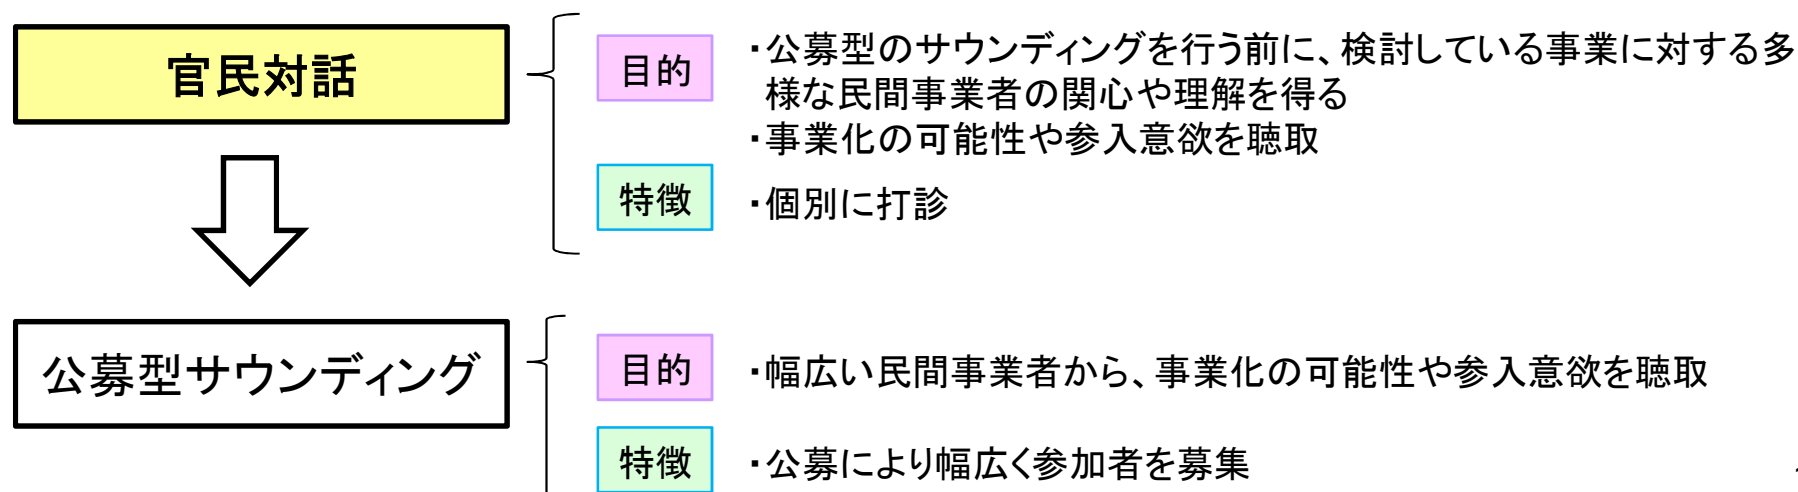 官民対話
目的
・公募型のサウンディングを行う前に、検討している事業に対する多
様な民間事業者の関心や理解を得る
・事業化の可能性や参入意欲を聴取
特徴
・個別に打診
公募型サウンディング
目的
・幅広い民間事業者から、事業化の可能性や参入意欲を聴取
特徴
・公募により幅広く参加者を募集